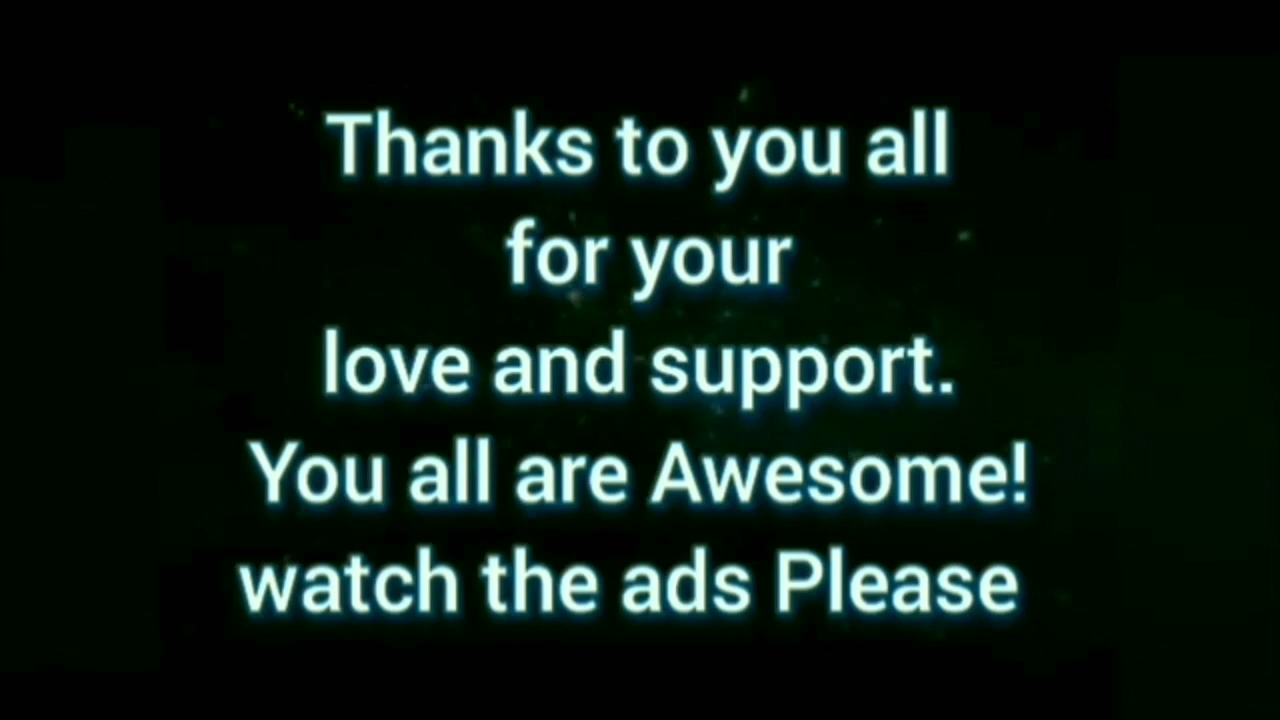 Thanks to you all
for your
love and support.
You all are Awesome!
watch the ads Please